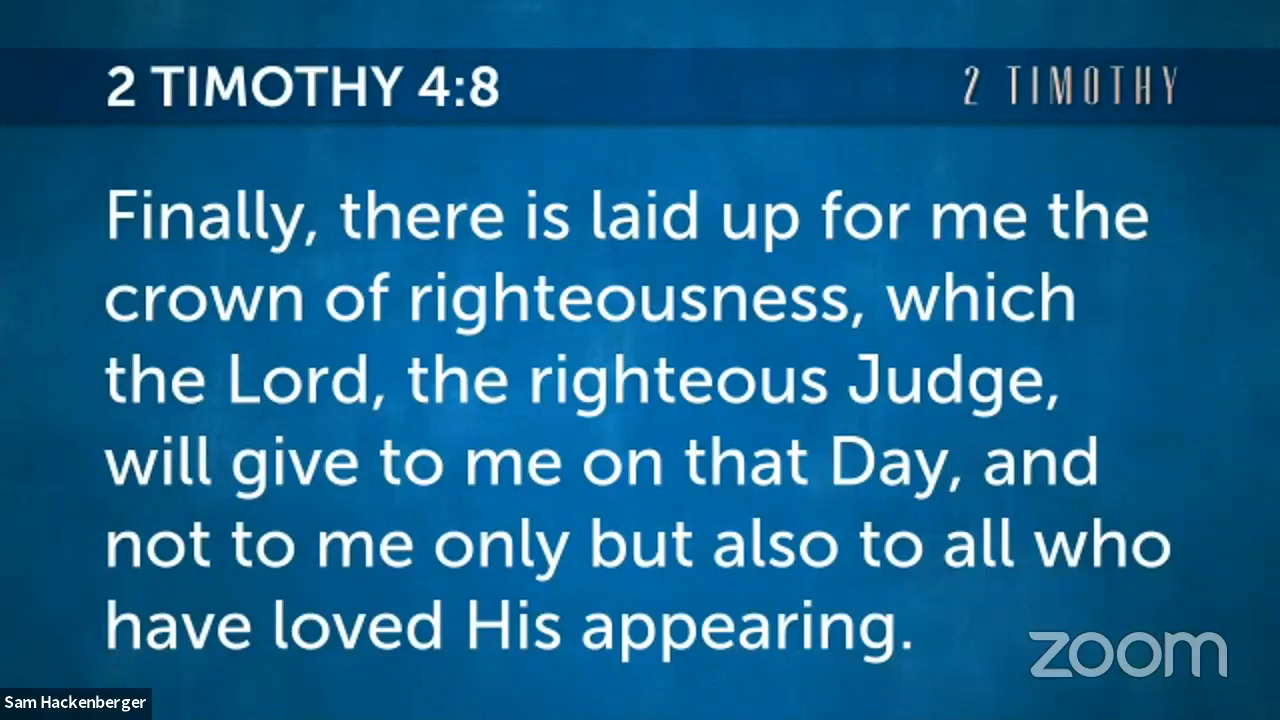 2 TIMOTHY 4:8
2 TIMOTHY
Finally, there is laid up for me the
crown of righteousness, which
the Lord, the righteous Judge,
will give to me on that Day, and
not to me only but also to all who
have loved His appearing.
zoom
Sam Hackenberger